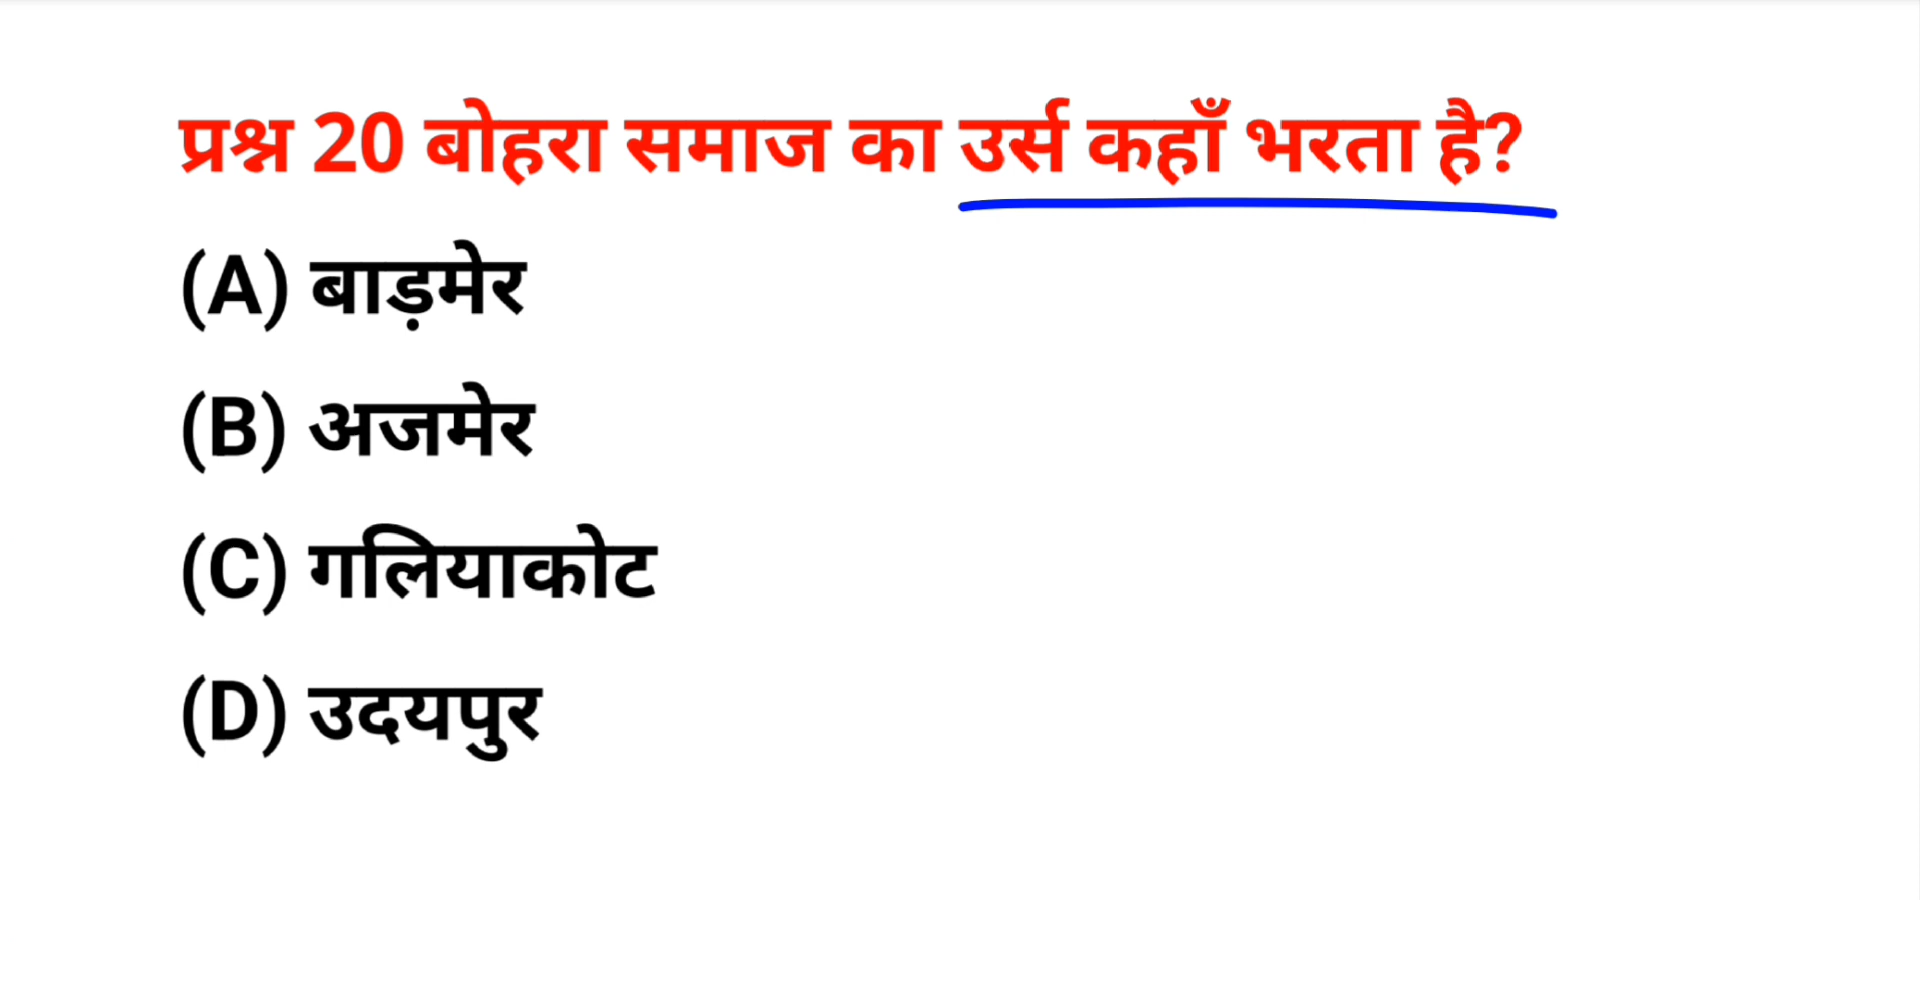 प्रश्न 20 बोहरा समाज का उर्स कहाँ भरता है?
(A) बाड़मेर
(B) अजमेर
(C) गलियाकोट
(D) उदयपुर